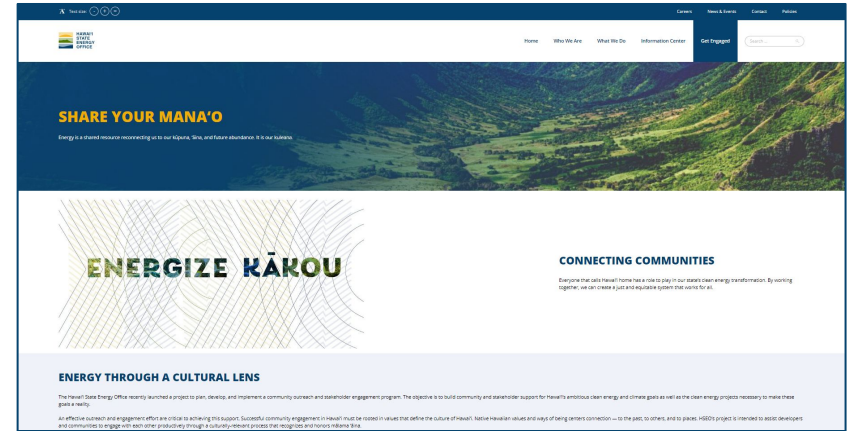 Text size:
Careers News & Events Contact Policies
HAWAIʻI
STATE
ENERGY
OFFICE
Home Who We Are What We Do Information Center Get Engaged Search ...
SHARE YOUR MANAʻO
Energy is a shared resource reconnecting us to our kūpuna, ʻāina, and future abundance. It is our kuleana.
ENERGIZE KĀKOU
CONNECTING COMMUNITIES
Everyone that calls Hawaiʻi home has a role to play in our state's clean energy transformation. By working
together, we can create a just and equitable system that works for all.
ENERGY THROUGH A CULTURAL LENS
The Hawaiʻi State Energy Office recently launched a project to plan, develop, and implement a community outreach and stakeholder engagement program. The objective is to build community and stakeholder support for Hawaiʻi's ambitious clean energy and climate goals as well as the clean energy projects necessary to make these
goals a reality.
An effective outreach and engagement effort are critical to achieving this support. Successful community engagement in Hawaiʻi must be rooted in values that define the culture of Hawaiʻi. Native Hawaiian values and ways of being centers connection — to the past, to others, and to places. HSEO's project is intended to assist developers
and communities to engage with each other productively through a culturally-relevant process that recognizes and honors mālama ʻāina.